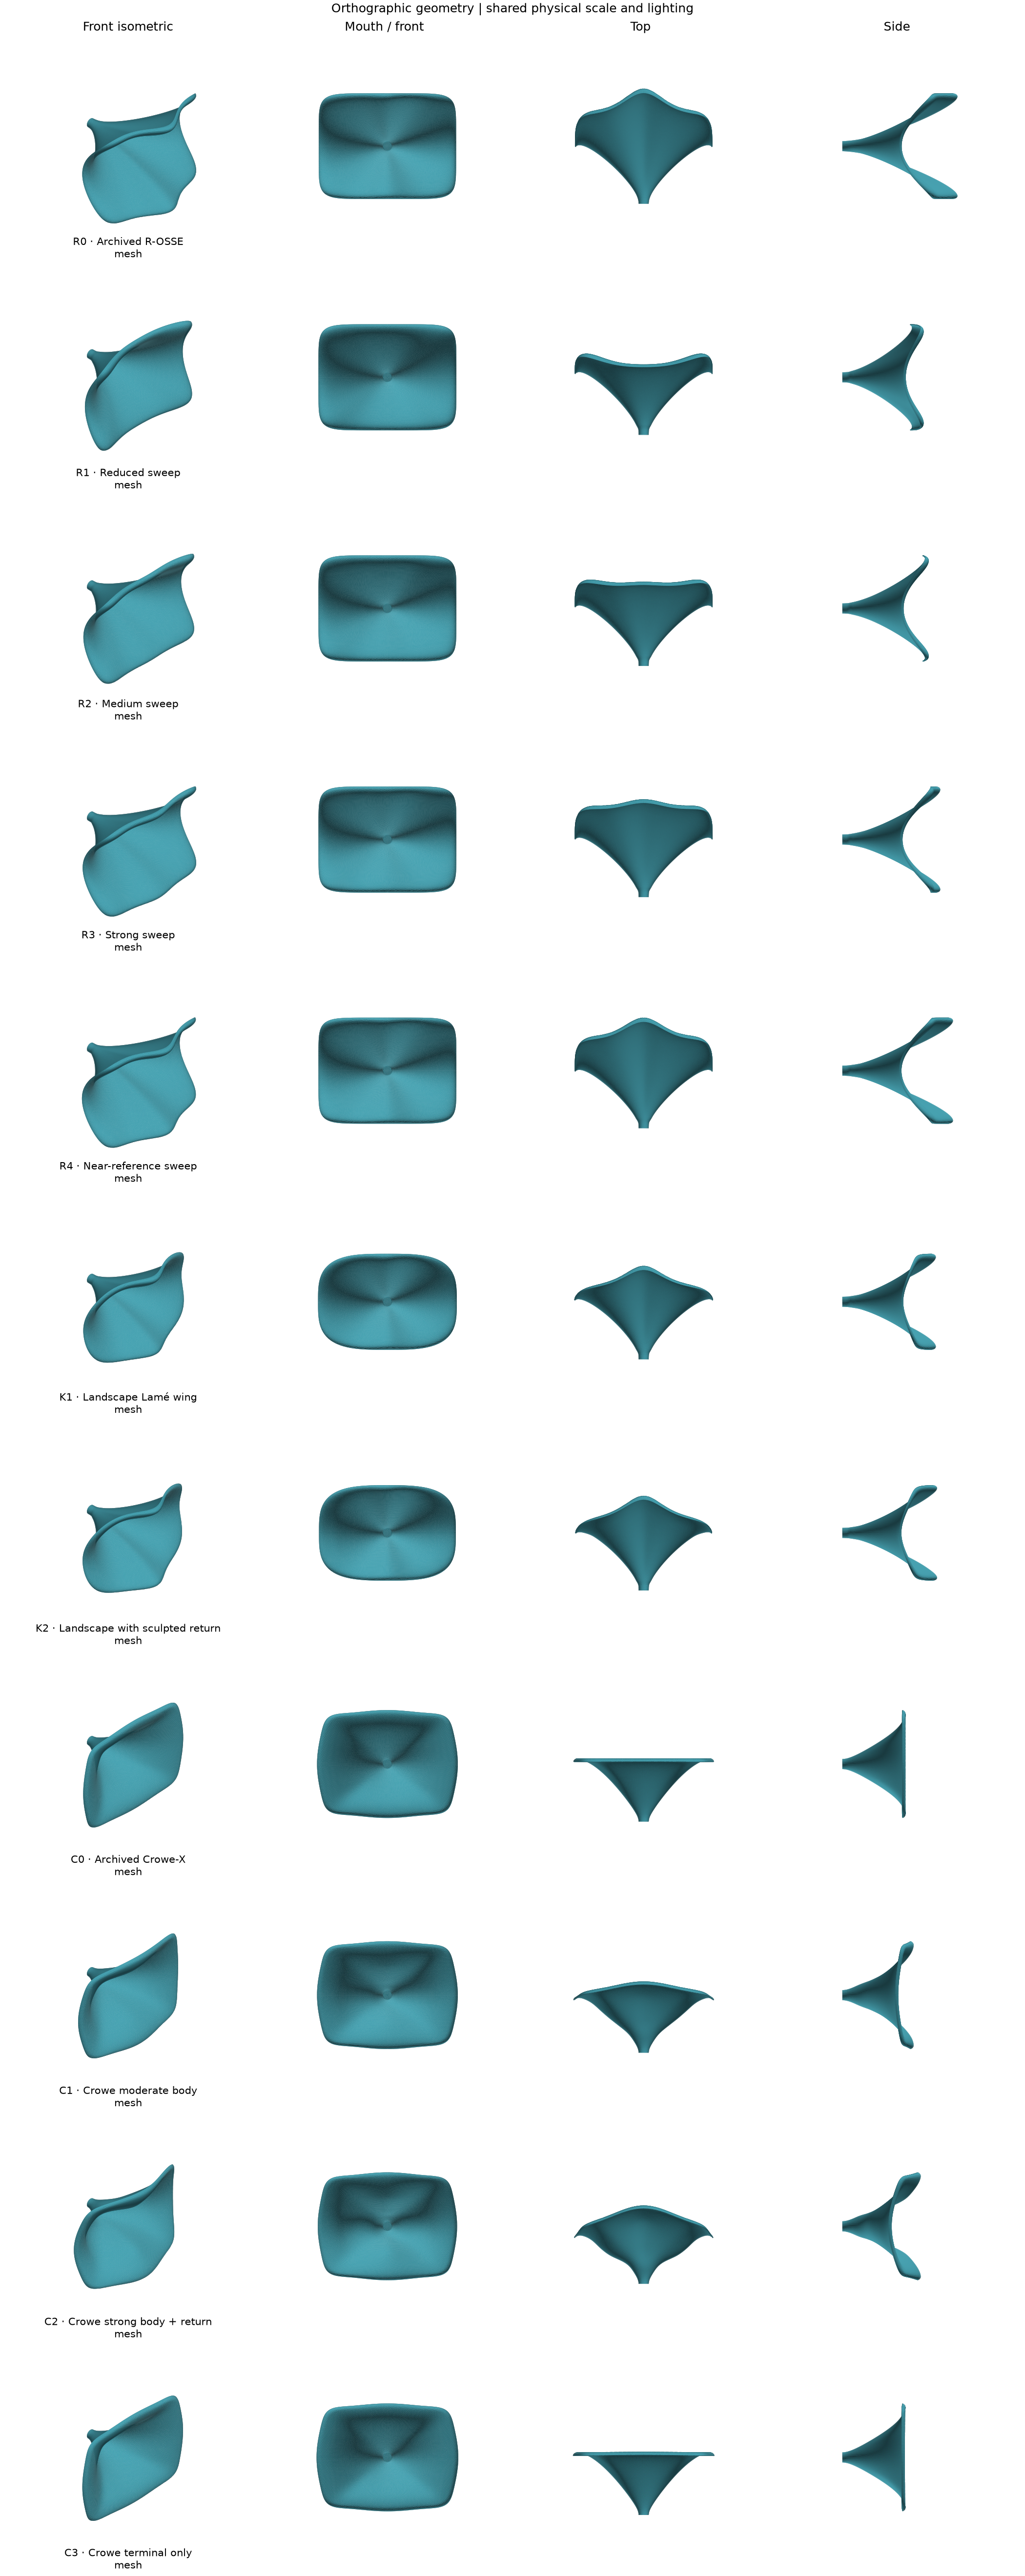 Orthographic geometry | shared physical scale and lighting
Front isometric
Mouth / front
Top
Side
R0 · Archived R-OSSE
mesh
R1 · Reduced sweep
mesh
R2 · Medium sweep
mesh
R3 · Strong sweep
mesh
R4 · Near-reference sweep
mesh
K1 · Landscape Lamé wing
mesh
K2 · Landscape with sculpted return
mesh
C0 · Archived Crowe-X
mesh
C1 · Crowe moderate body
mesh
C2 · Crowe strong body + return
mesh
C3 · Crowe terminal only
mesh